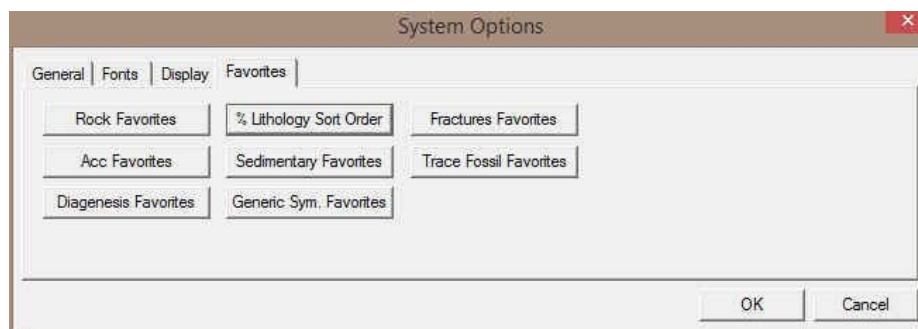 System Options
General Fonts Display Favorites
Rock Favorites % Lithology Sort Order Fractures Favorites
Acc Favorites Sedimentary Favorites Trace Fossil Favorites
Diagenesis Favorites Generic Sym. Favorites
OK Cancel